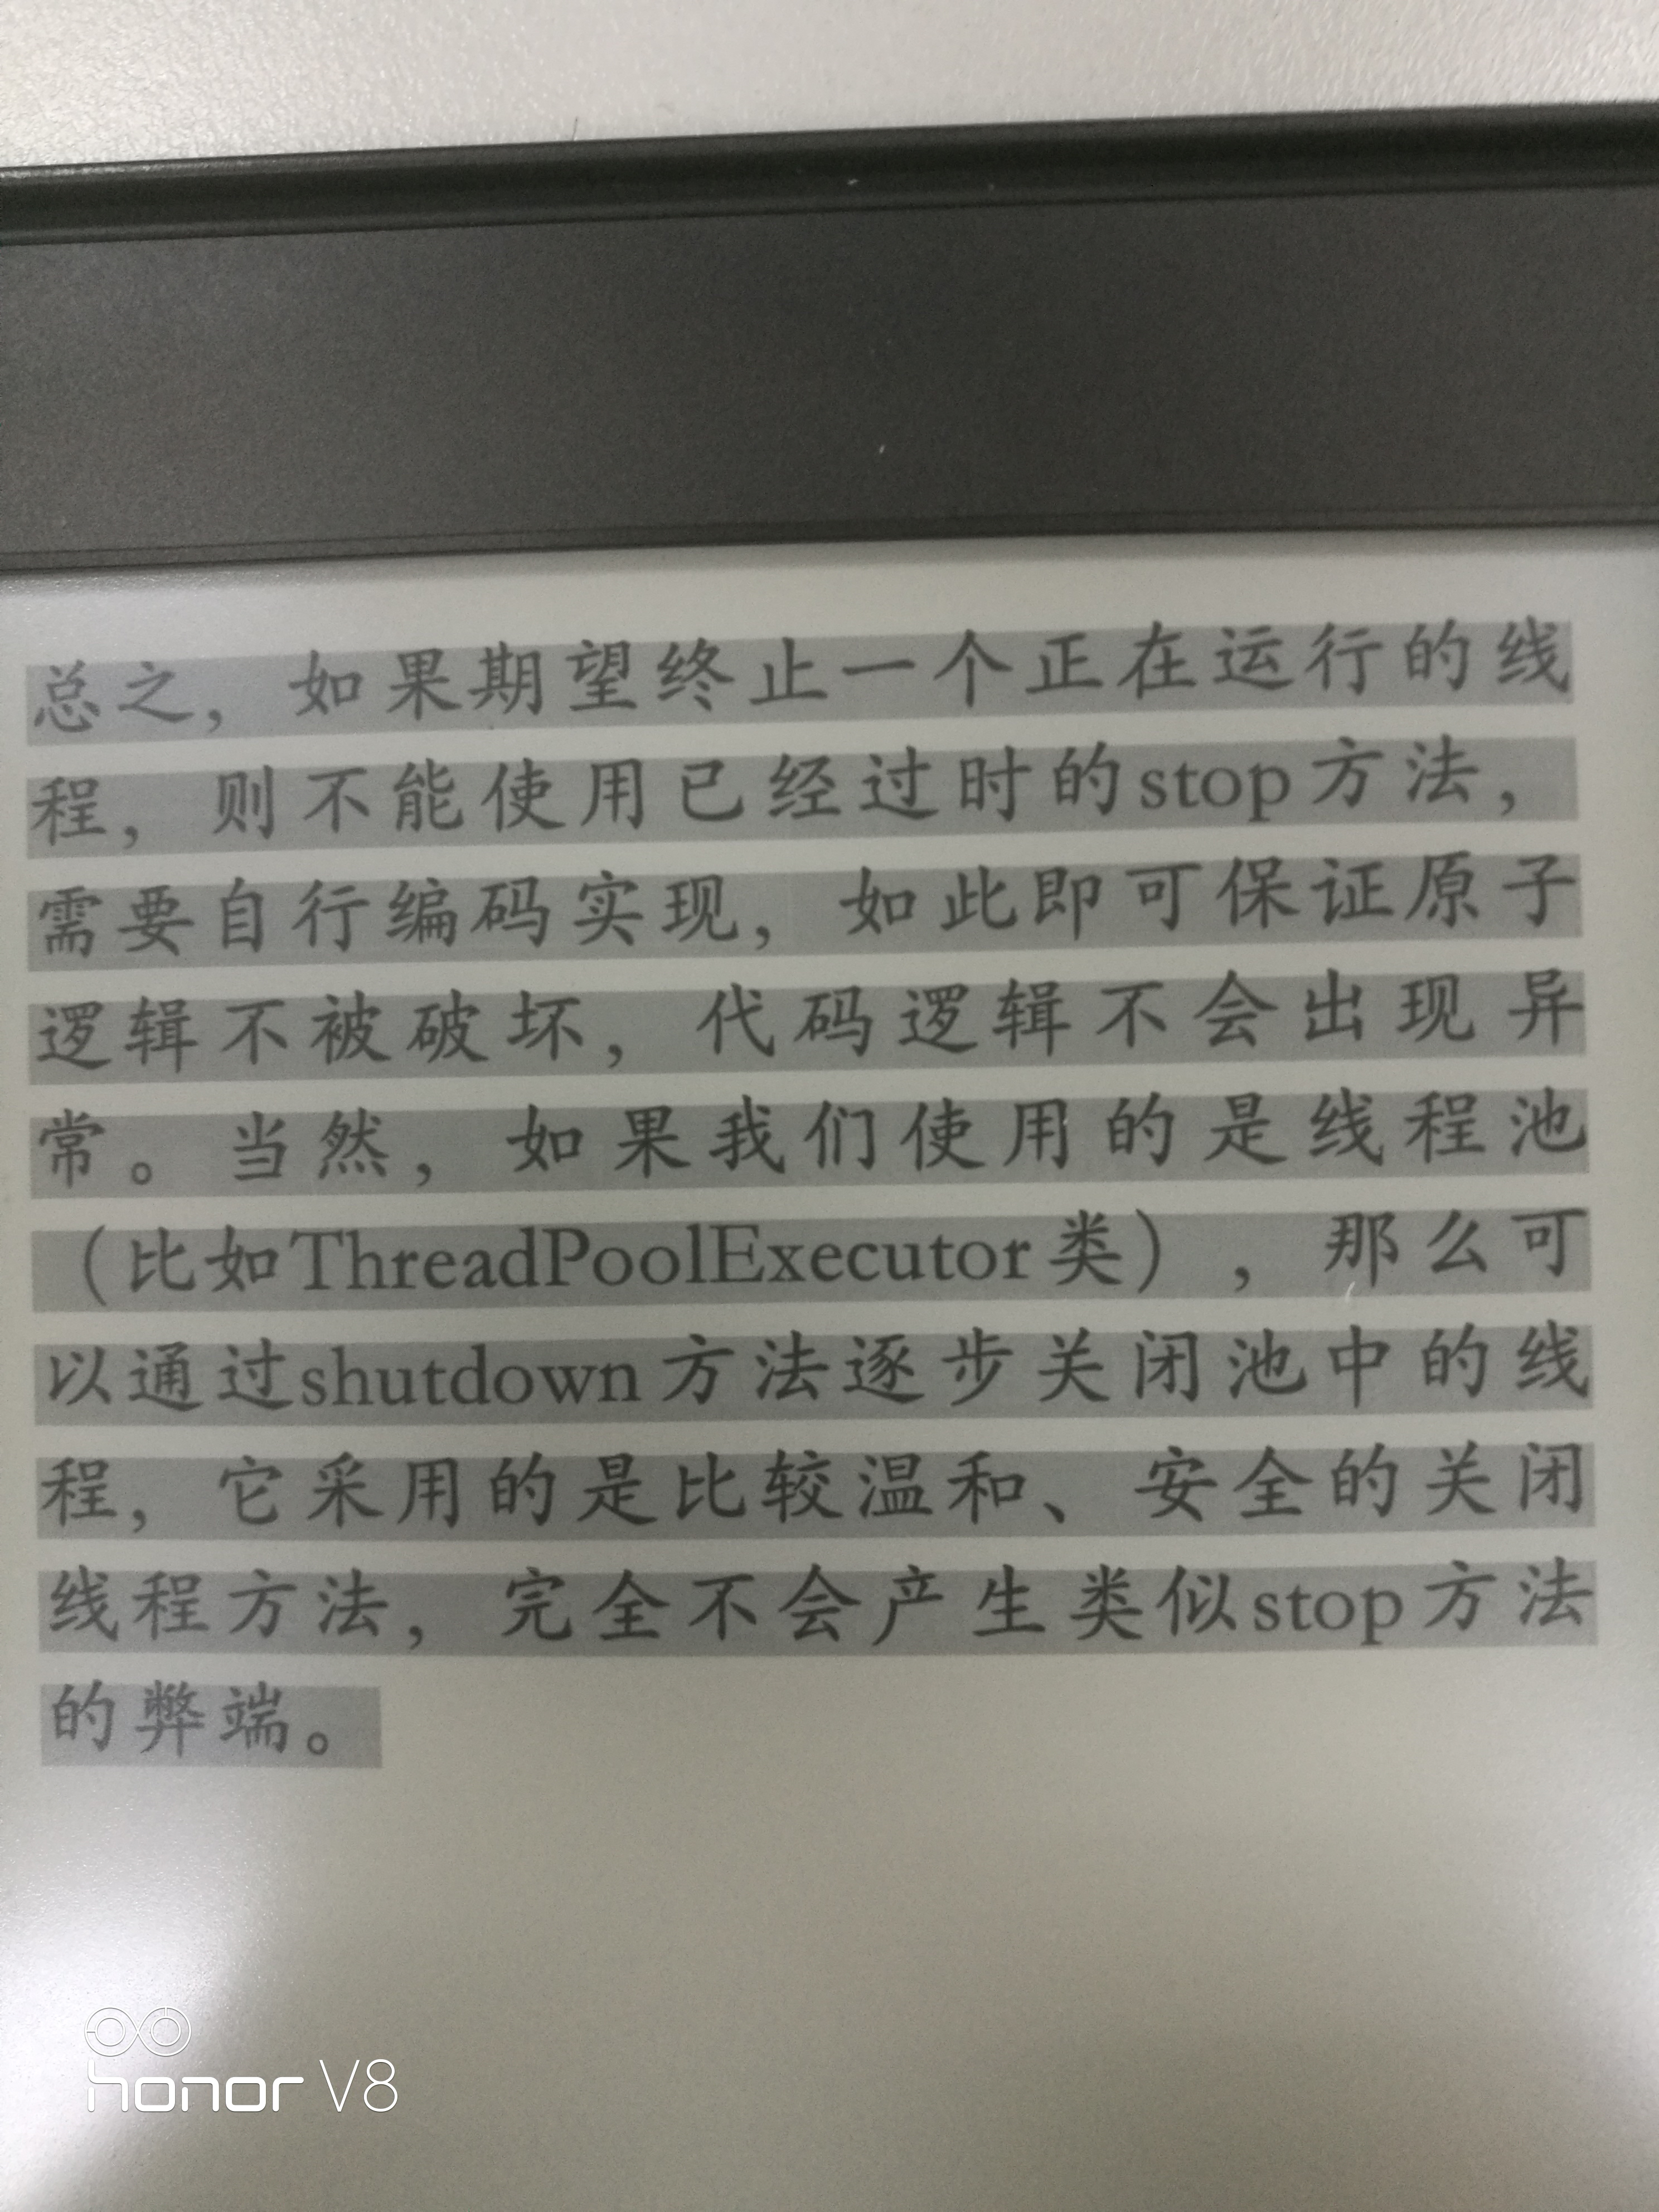 总之，如果期望终止一个正在运行的线
程，则不能使用已经过时的stop方法，
需要自行编码实现，如此即可保证原子
逻辑不被破坏，代码逻辑不会出现异
常。当然，如果我们使用的是线程池
（比如ThreadPoolExecutor类），那么可
以通过shutdown方法逐步关闭池中的线
程，它采用的是比较温和、安全的关闭
线程方法，完全不会产生类似stop方法
的弊端。
honor V8